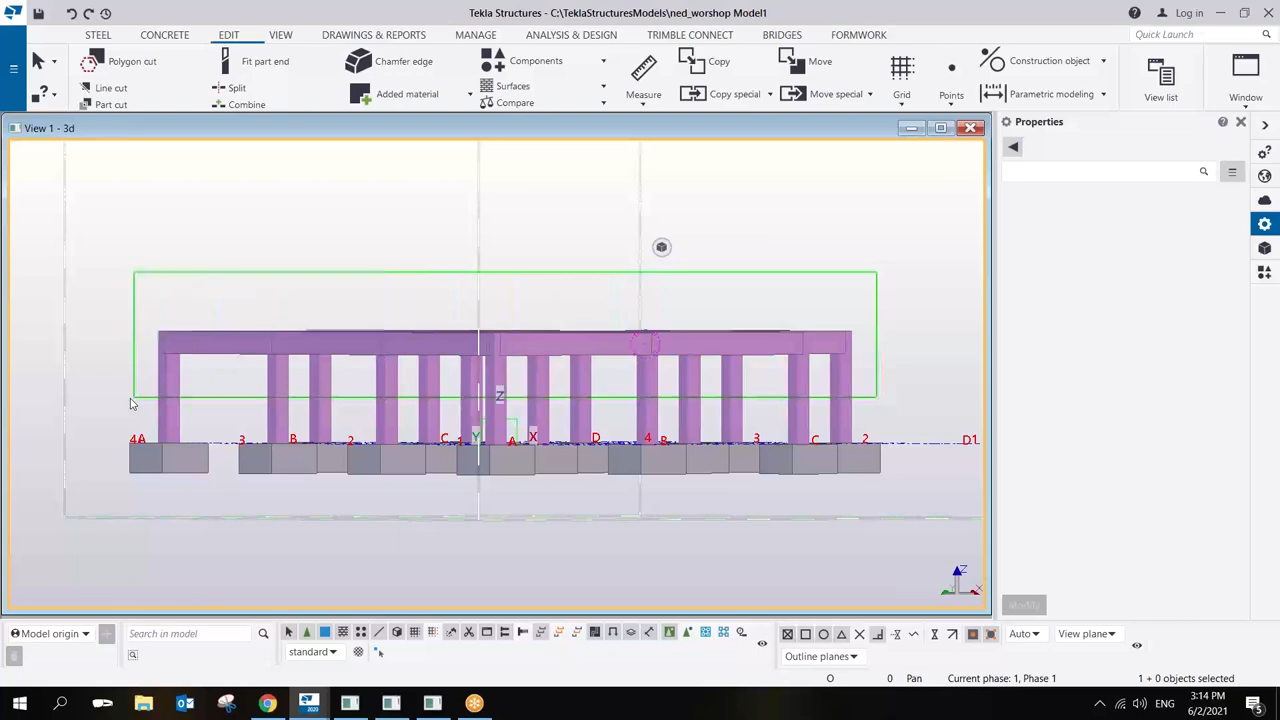 Tekla Structures - C:\TeklaStructuresModels\ned_workshop Model1
Log in
STEEL CONCRETE EDIT VIEW DRAWINGS & REPORTS MANAGE ANALYSIS & DESIGN TRIMBLE CONNECT BRIDGES FORMWORK
Quick Launch
Polygon cut
Line cut
Part cut
Fit part end
Split
Combine
Chamfer edge
Added material
Components
Surfaces
Compare
Measure
Copy
Copy special
Move
Move special
Grid
Points
Construction object
Parametric modeling
View list
Window
View 1 - 3d
Properties
Z
4A 3 B 2 C 1 Y A X D 4 B 3 C 2 D1
Z
X
Modify
Model origin
Search in model
standard
Auto
View plane
Outline planes
O 0 Pan Current phase: 1, Phase 1 1 + 0 objects selected
2020
ENG
3:14 PM
6/2/2021
5